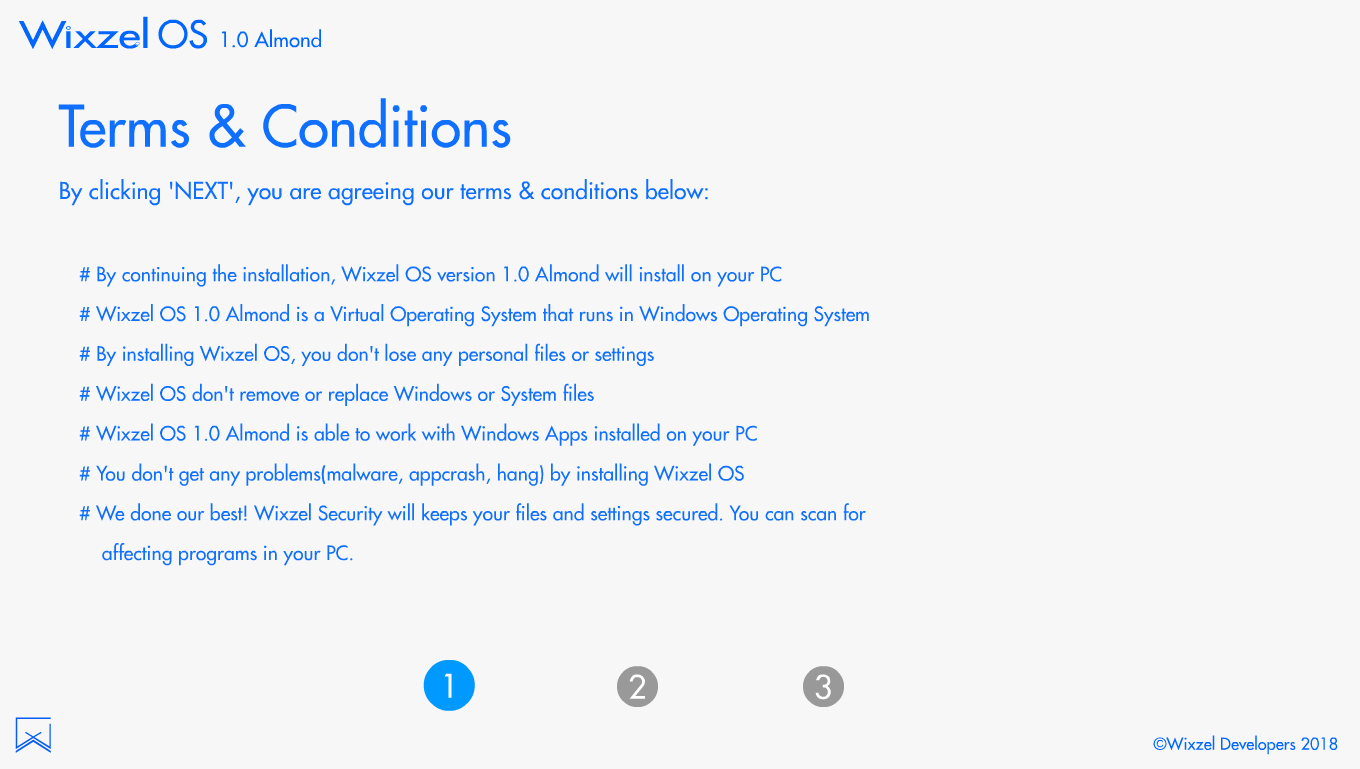 Wixzel OS 1.0 Almond
Terms & Conditions
By clicking 'NEXT', you are agreeing our terms & conditions below:
# By continuing the installation, Wixzel OS version 1.0 Almond will install on your PC
# Wixzel OS 1.0 Almond is a Virtual Operating System that runs in Windows Operating System
# By installing Wixzel OS, you don't lose any personal files or settings
# Wixzel OS don't remove or replace Windows or System files
# Wixzel OS 1.0 Almond is able to work with Windows Apps installed on your PC
# You don't get any problems(malware, appcrash, hang) by installing Wixzel OS
# We done our best! Wixzel Security will keeps your files and settings secured. You can scan for
affecting programs in your PC.
1 2 3
©Wixzel Developers 2018